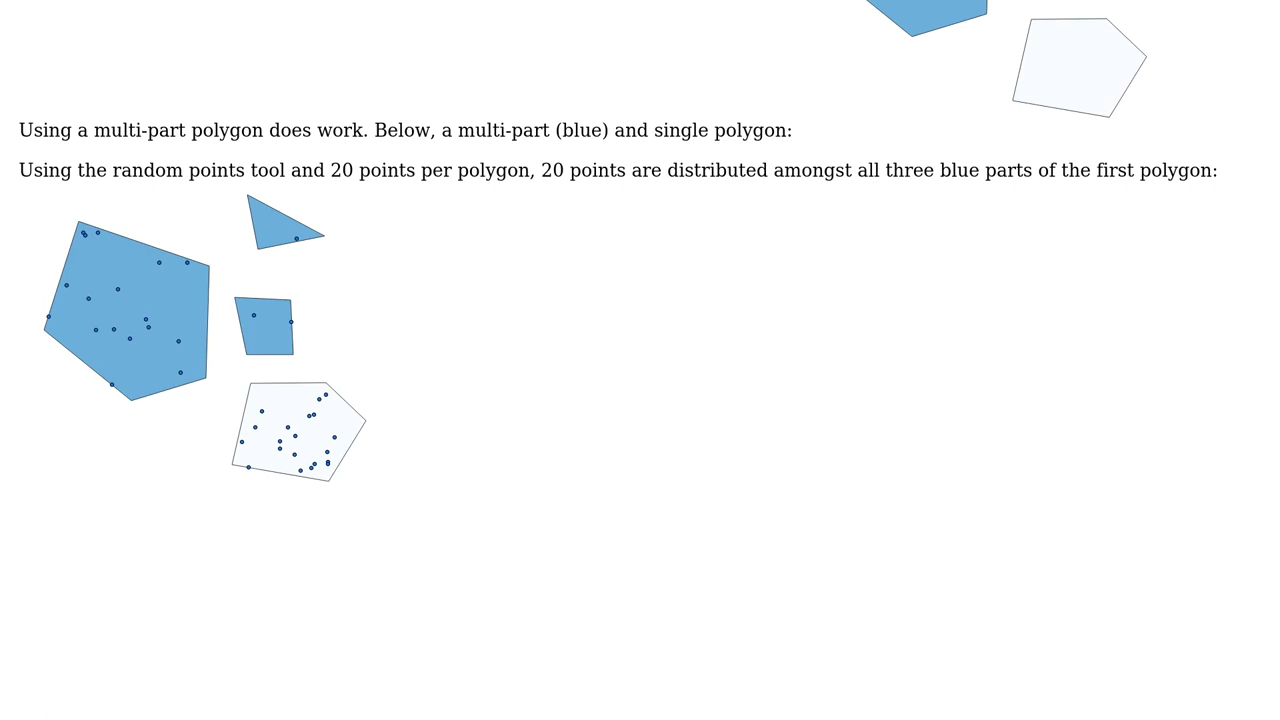 Using a multi-part polygon does work. Below, a multi-part (blue) and single polygon:
Using the random points tool and 20 points per polygon, 20 points are distributed amongst all three blue parts of the first polygon: